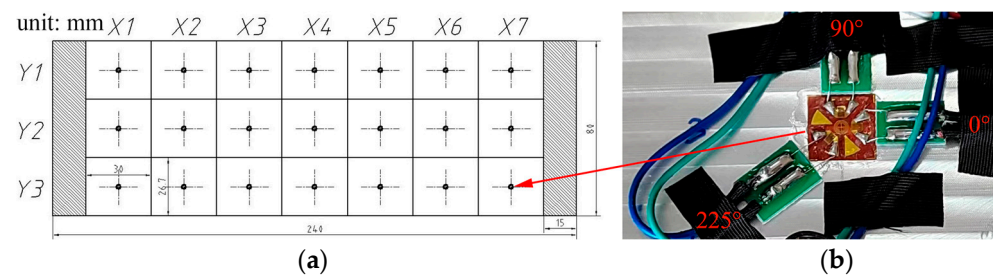 unit: mm
X1 X2 X3 X4 X5 X6 X7
Y1
Y2
Y3
30
26.7
80
15
240
90°
0°
225°
(a)
(b)